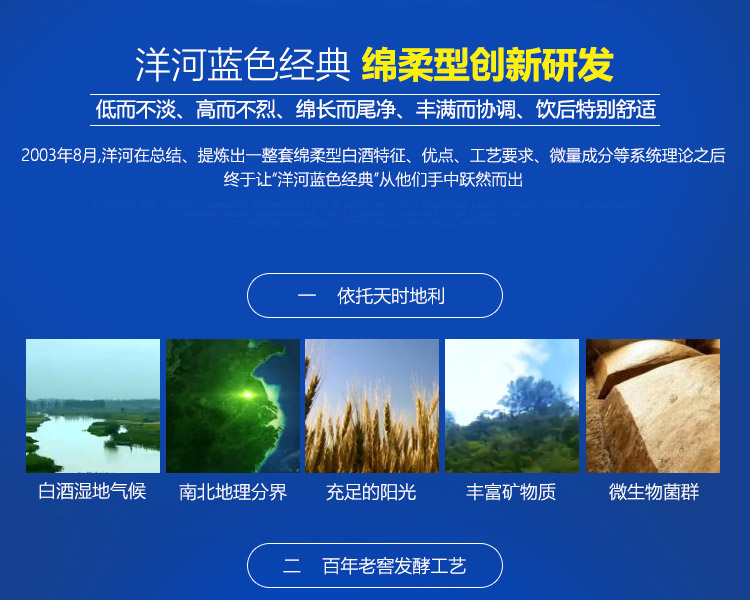 洋河蓝色经典 绵柔型创新研发
低而不淡、高而不烈、绵长而尾净、丰满而协调、饮后特别舒适
2003年8月,洋河在总结、提炼出一整套绵柔型白酒特征、优点、工艺要求、微量成分等系统理论之后
终于让“洋河蓝色经典”从他们手中跃然而出
一 依托天时地利
白酒湿地气候 南北地理分界 充足的阳光 丰富矿物质 微生物菌群
二 百年老窖发酵工艺